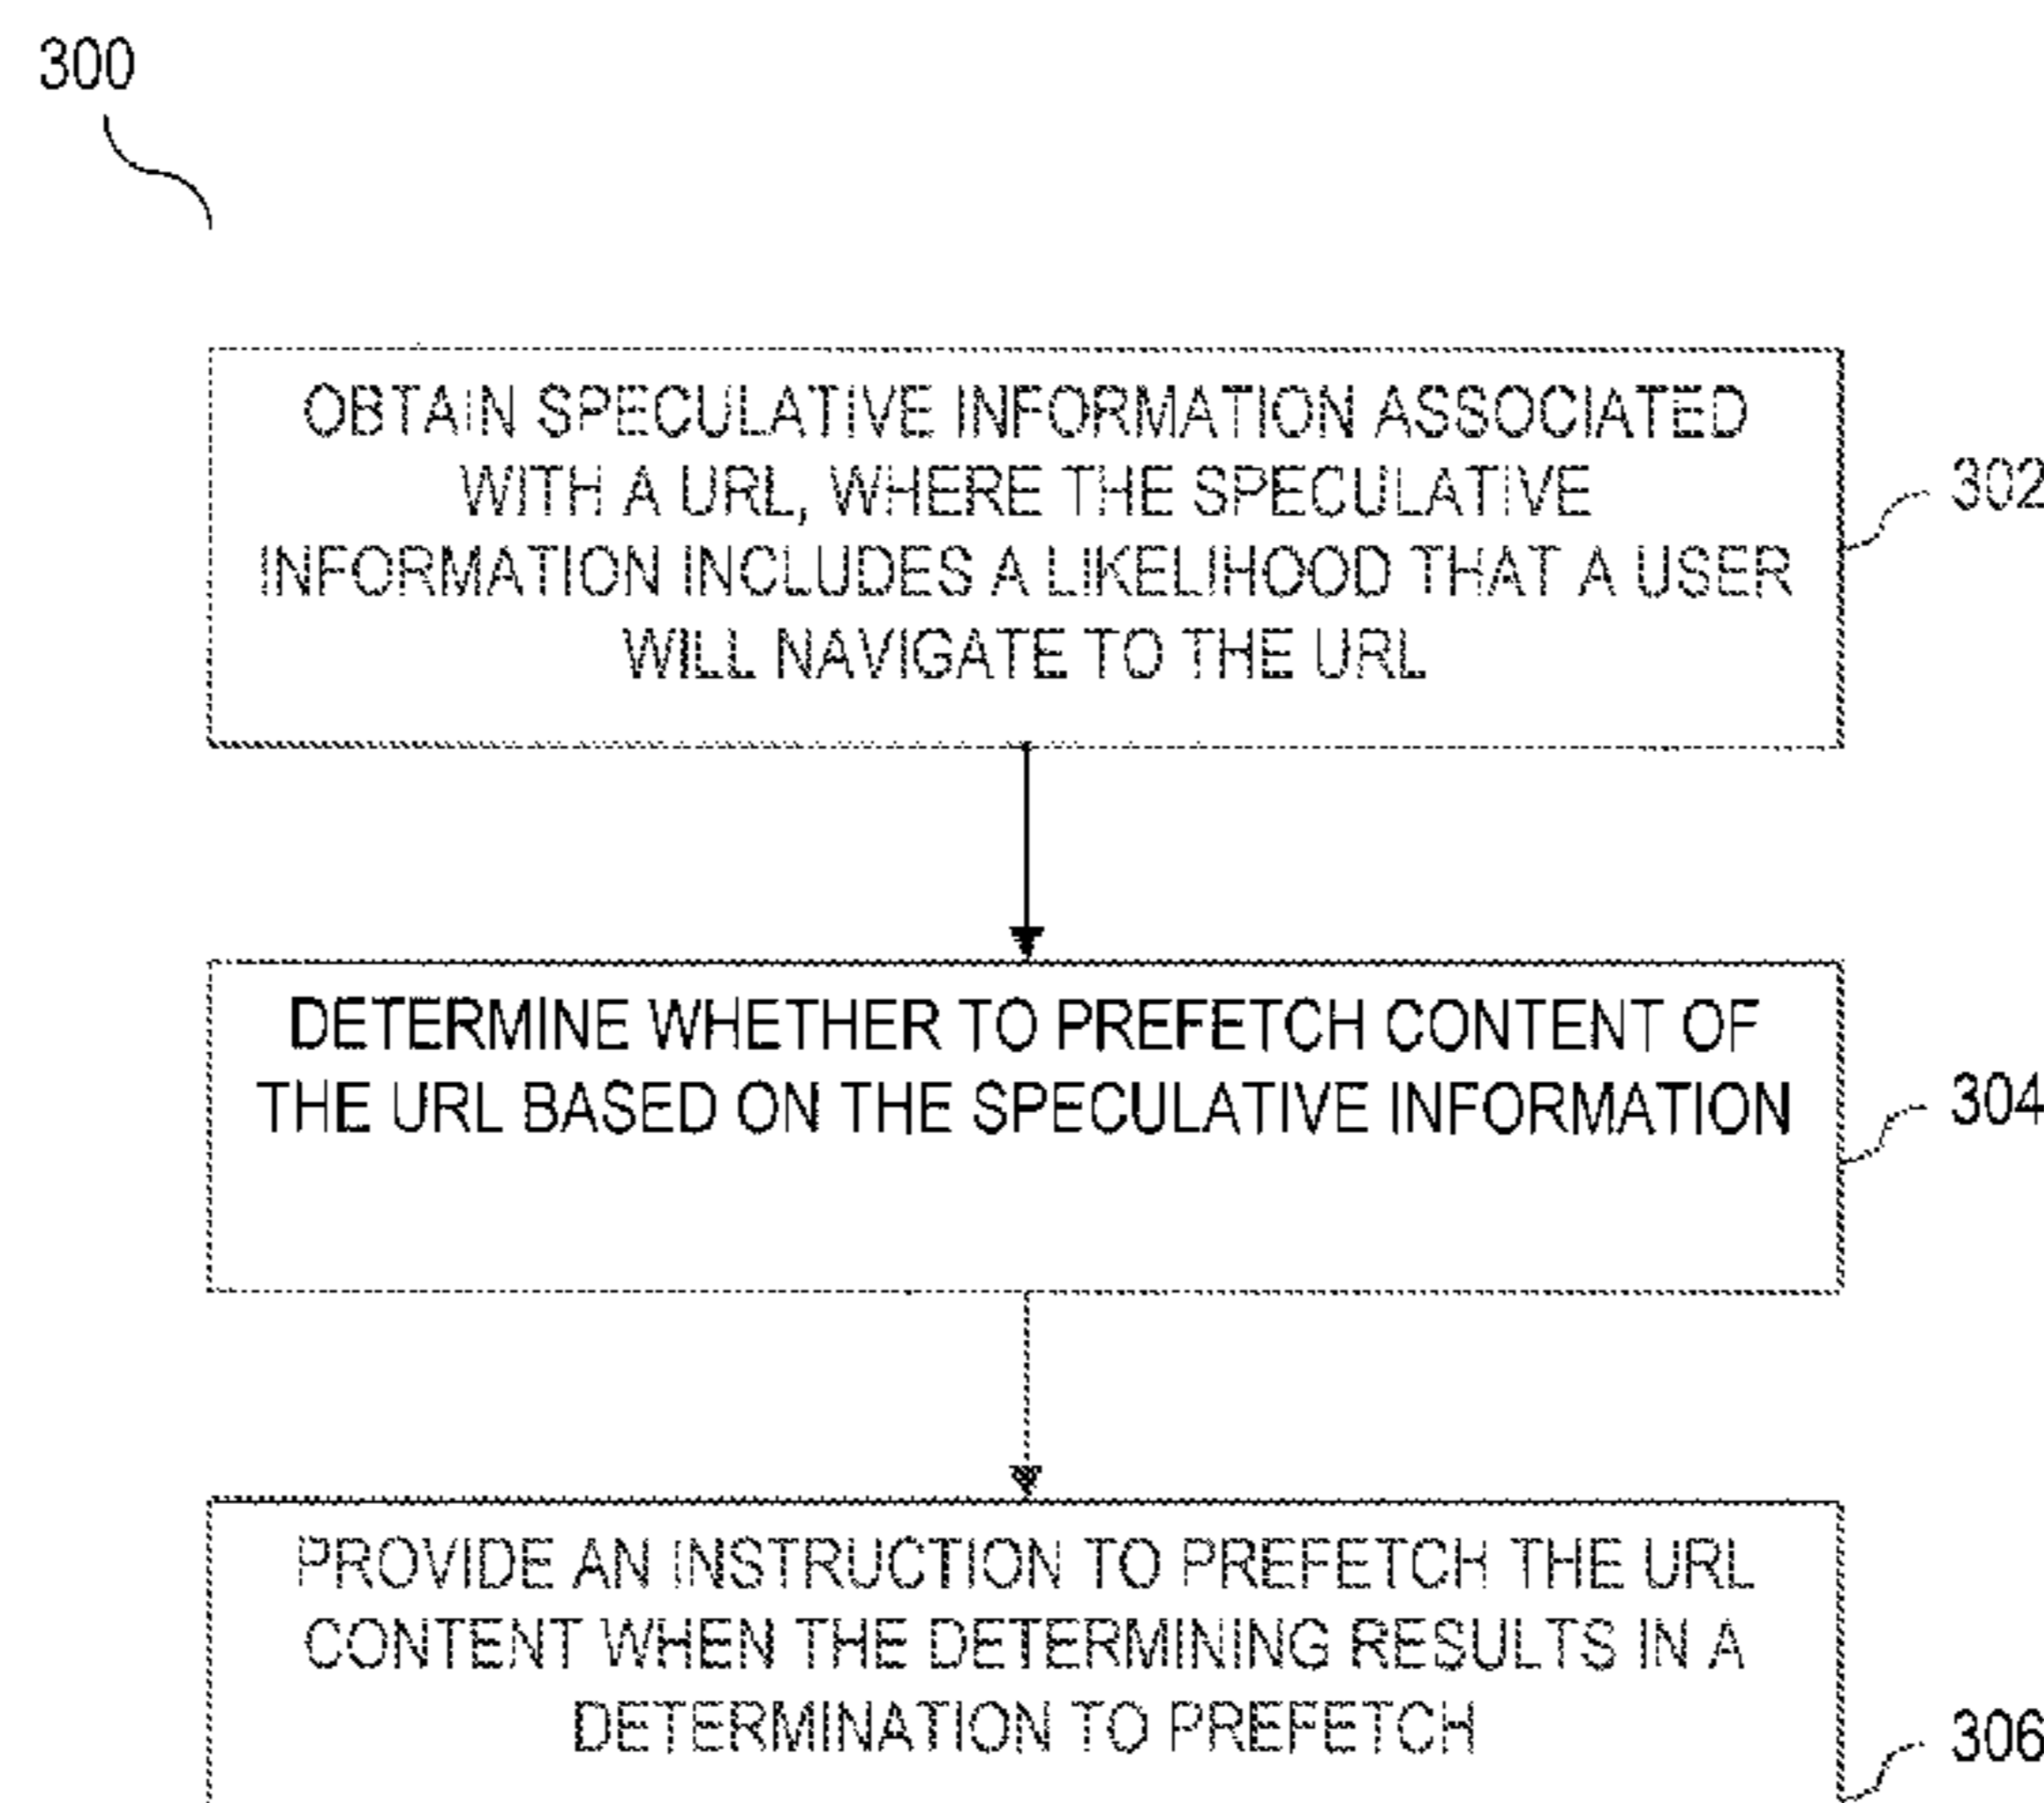 300
OBTAIN SPECULATIVE INFORMATION ASSOCIATED
WITH A URL, WHERE THE SPECULATIVE
INFORMATION INCLUDES A LIKELIHOOD THAT A USER
WILL NAVIGATE TO THE URL
302
DETERMINE WHETHER TO PREFETCH CONTENT OF
THE URL BASED ON THE SPECULATIVE INFORMATION
304
PROVIDE AN INSTRUCTION TO PREFETCH THE URL
CONTENT WHEN THE DETERMINING RESULTS IN A
DETERMINATION TO PREFETCH
306